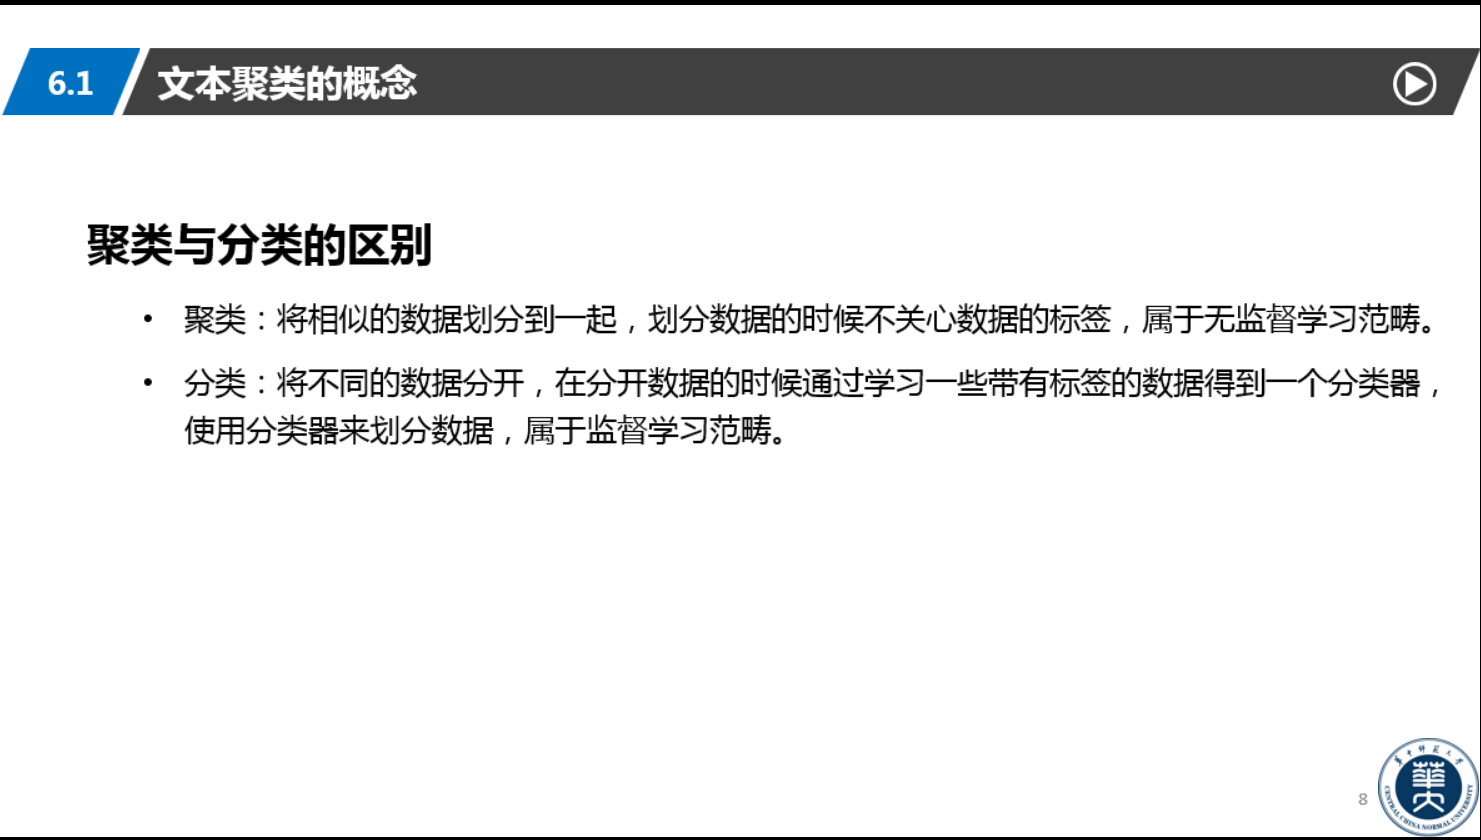 6.1 文本聚类的概念
聚类与分类的区别
• 聚类：将相似的数据划分到一起，划分数据的时候不关心数据的标签，属于无监督学习范畴。
• 分类：将不同的数据分开，在分开数据的时候通过学习一些带有标签的数据得到一个分类器，
使用分类器来划分数据，属于监督学习范畴。
8
华中师范大学
CENTRAL CHINA NORMAL UNIVERSITY